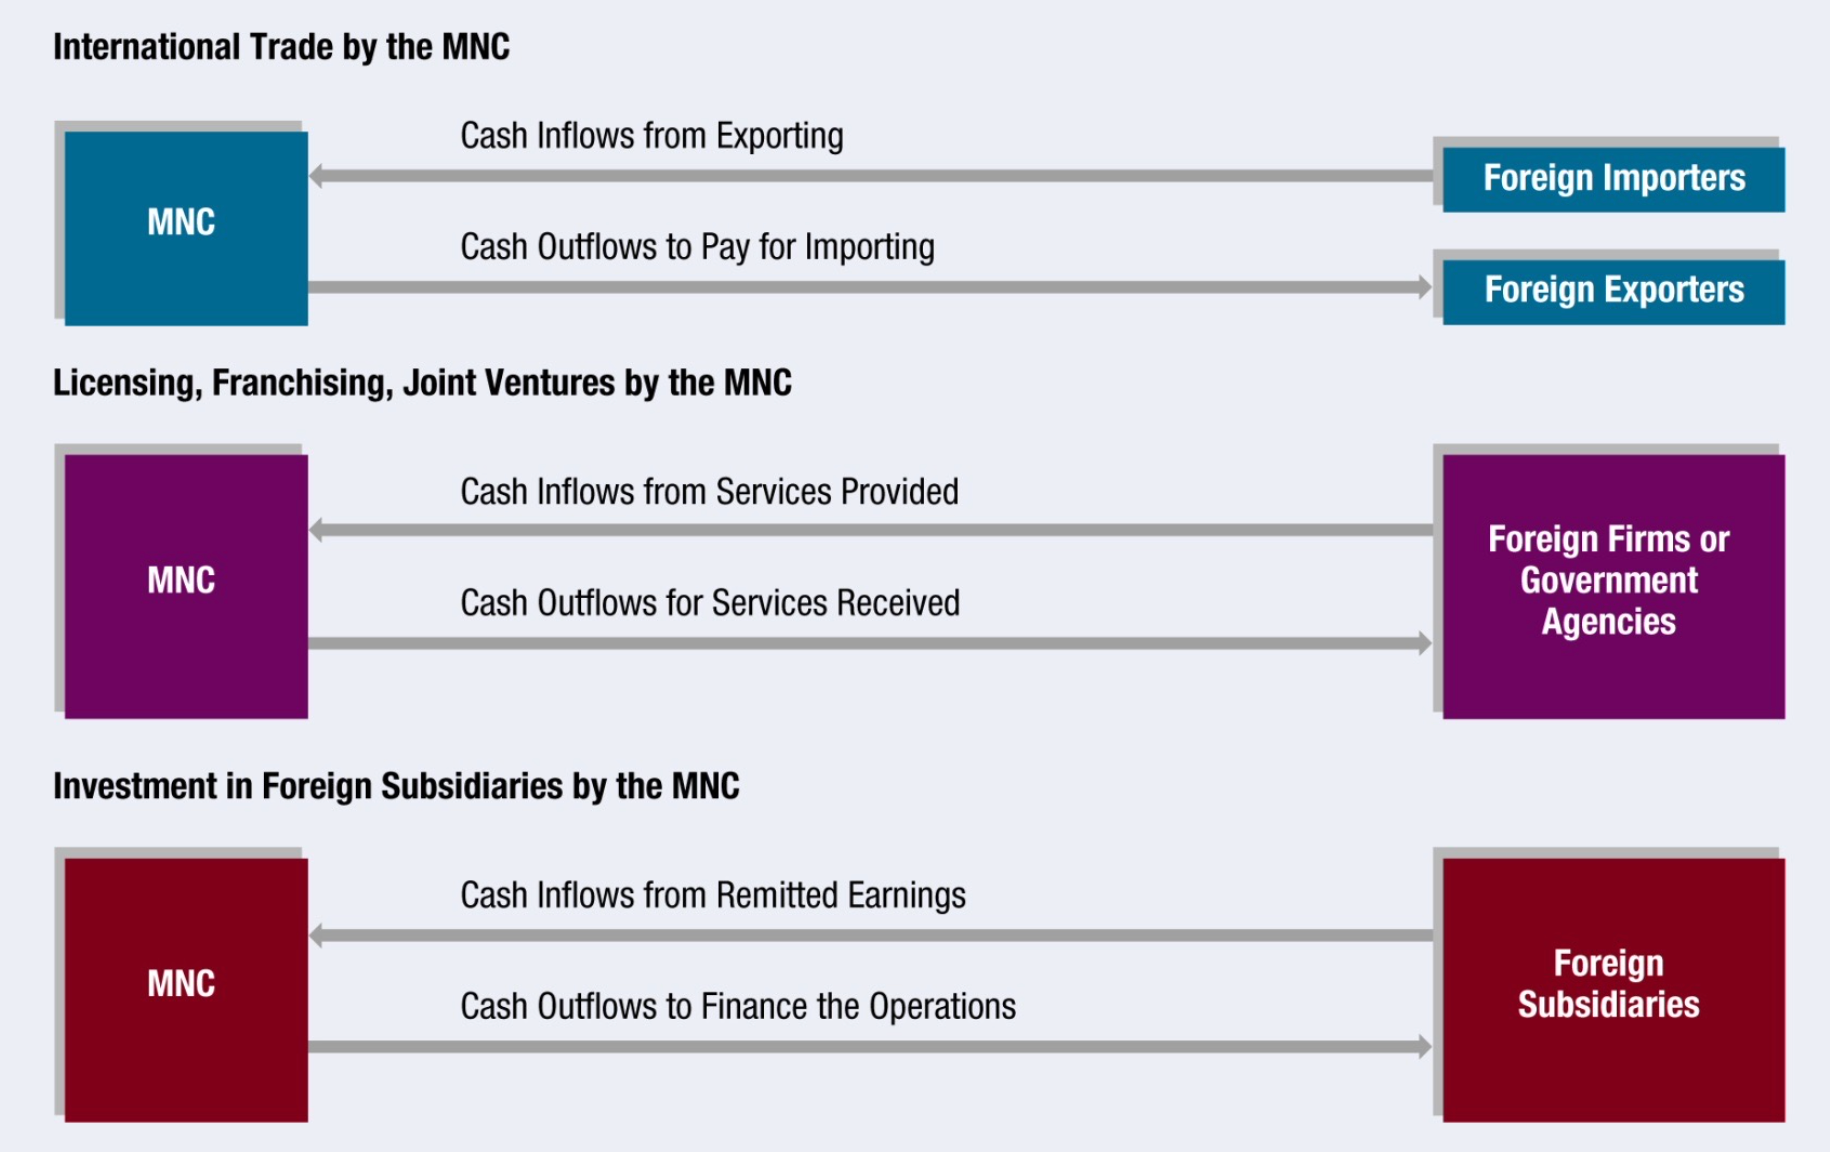 International Trade by the MNC
Cash Inflows from Exporting
MNC
Foreign Importers
Cash Outflows to Pay for Importing
Foreign Exporters
Licensing, Franchising, Joint Ventures by the MNC
Cash Inflows from Services Provided
MNC
Foreign Firms or
Government
Agencies
Cash Outflows for Services Received
Investment in Foreign Subsidiaries by the MNC
Cash Inflows from Remitted Earnings
MNC
Foreign
Subsidiaries
Cash Outflows to Finance the Operations